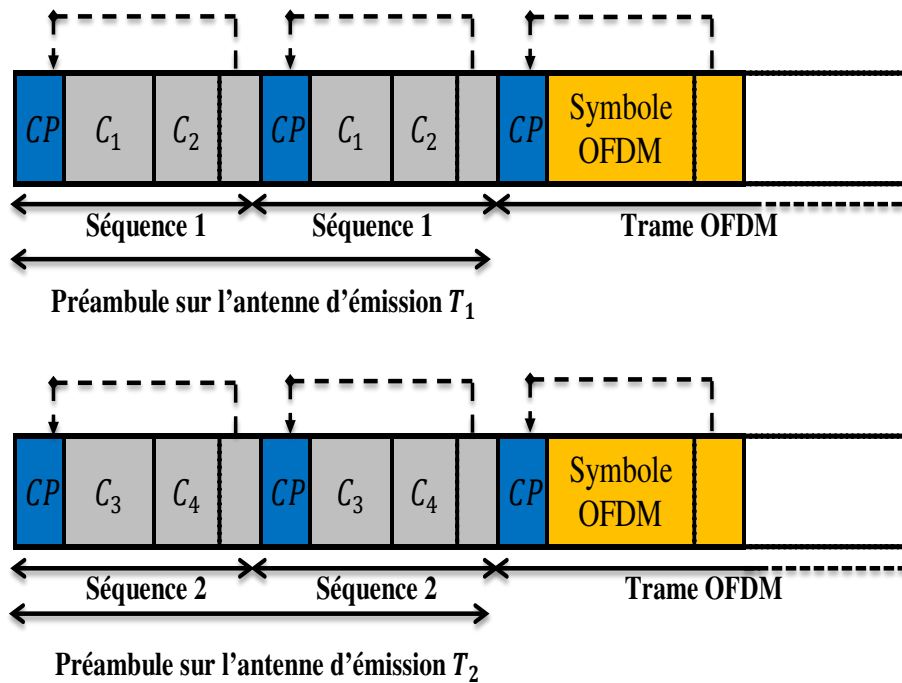 CP C₁ C₂ CP C₁ C₂ CP Symbole
OFDM
Séquence 1 Séquence 1 Trame OFDM
Préambule sur l'antenne d'émission T₁
CP C₃ C₄ CP C₃ C₄ CP Symbole
OFDM
Séquence 2 Séquence 2 Trame OFDM
Préambule sur l'antenne d'émission T₂